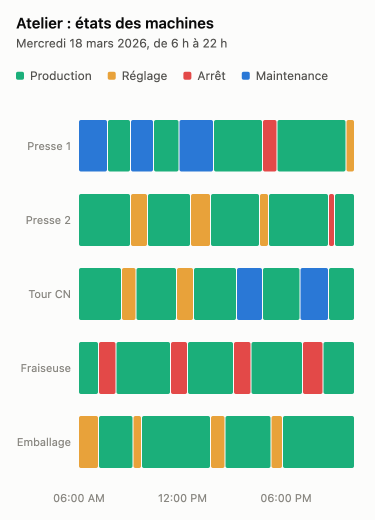 Atelier : états des machines
Mercredi 18 mars 2026, de 6 h à 22 h
Production Réglage Arrêt Maintenance
Presse 1
Presse 2
Tour CN
Fraiseuse
Emballage
06:00 AM 12:00 PM 06:00 PM